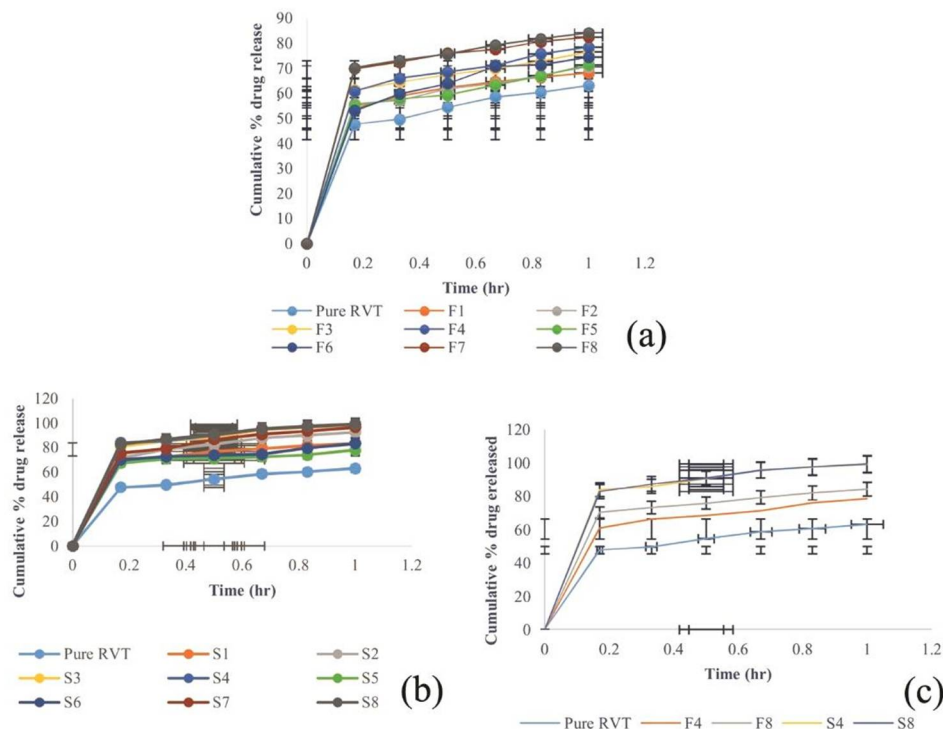 90
80
70
60
50
40
30
20
10
0
Cumulative % drug release
0 0.2 0.4 0.6 0.8 1 1.2
Time (hr)
Pure RVT F1 F2
F3 F4 F5
F6 F7 F8
(a)
120
100
80
60
40
20
0
Cumulative % drug release
0 0.2 0.4 0.6 0.8 1 1.2
Time (hr)
Pure RVT S1 S2
S3 S4 S5
S6 S7 S8
(b)
120
100
80
60
40
20
0
Cumulative % drug ereleased
0 0.2 0.4 0.6 0.8 1 1.2
Time (hr)
(c)
Pure RVT F4 F8 S4 S8